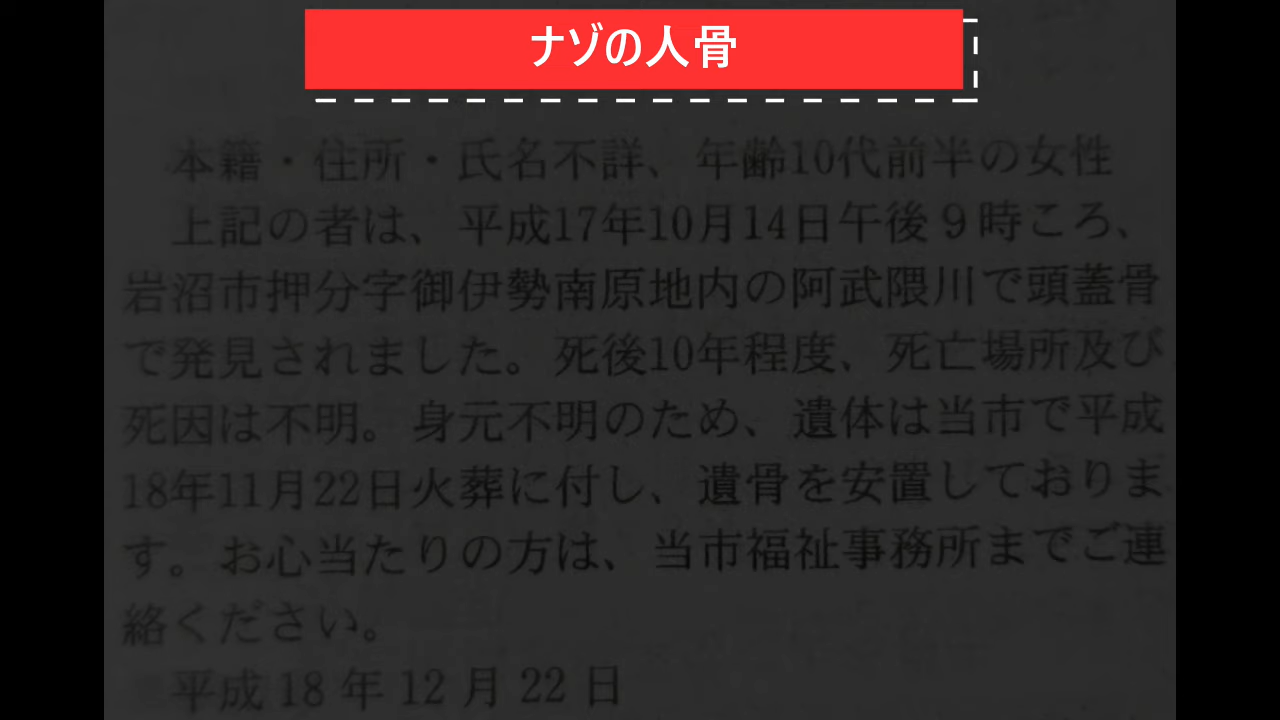 ナゾの人骨
本籍・住所・氏名不詳、年齢10代前半の女性
上記の者は、平成17年10月14日午後9時ころ、
岩沼市押分字御伊勢南原地内の阿武隈川で頭蓋骨
で発見されました。死後10年程度、死亡場所及び
死因は不明。身元不明のため、遺体は当市で平成
18年11月22日火葬に付し、遺骨を安置しておりま
す。お心当たりの方は、当市福祉事務所までご連
絡ください。
平成18年12月22日